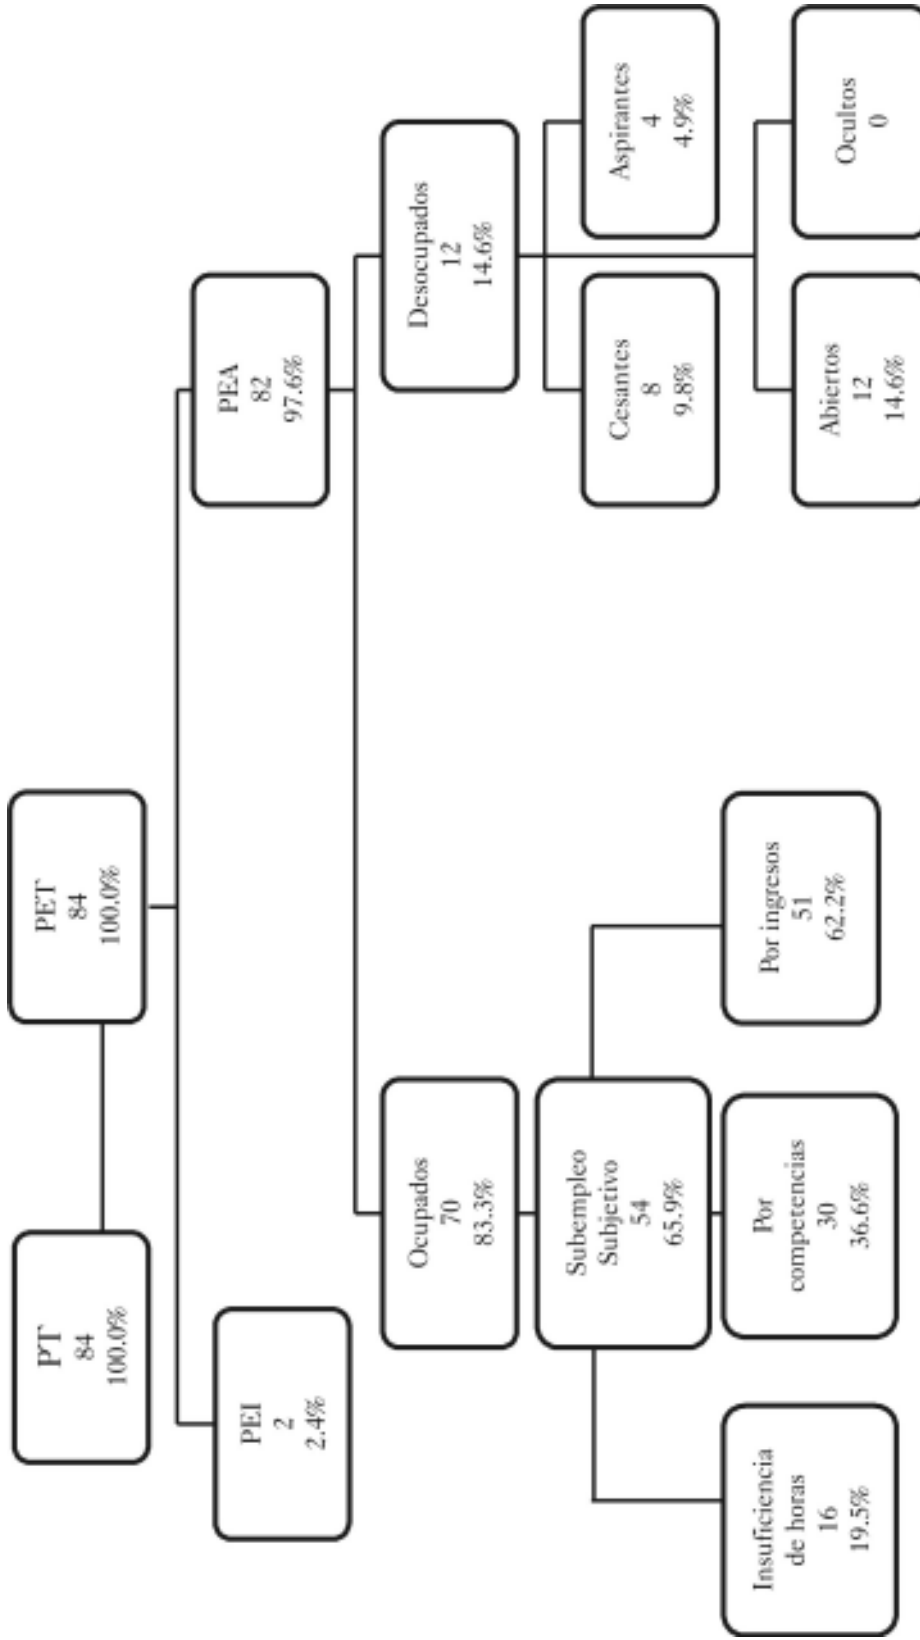 PT
84
100.0%
PET
84
100.0%
PEI
2
2.4%
PEA
82
97.6%
Ocupados
70
83.3%
Desocupados
12
14.6%
Subempleo
Subjetivo
54
65.9%
Cesantes
8
9.8%
Aspirantes
4
4.9%
Insuficiencia
de horas
16
19.5%
Por
competencias
30
36.6%
Por ingresos
51
62.2%
Abiertos
12
14.6%
Ocultos
0